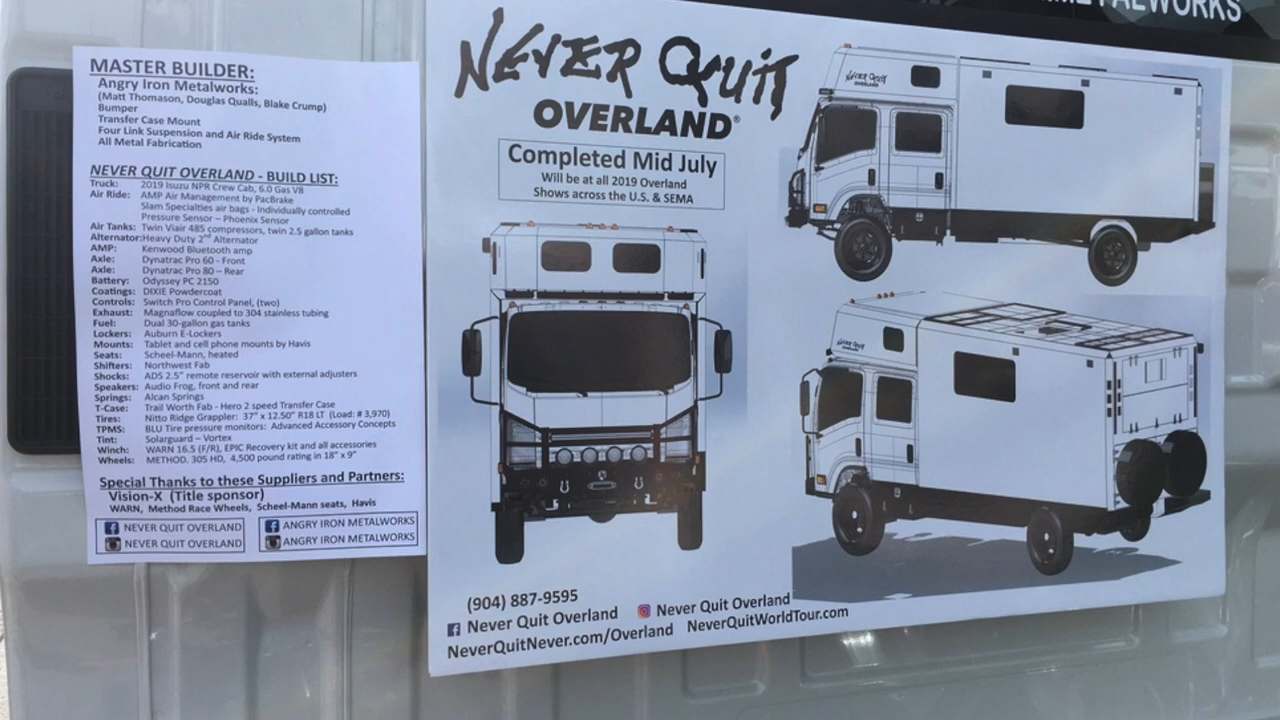 METALWORKS
MASTER BUILDER:
Angry Iron Metalworks:
(Matt Thomason, Douglas Qualls, Blake Crump)
Bumper
Transfer Case Mount
Four Link Suspension and Air Ride System
All Metal Fabrication
NEVER QUIT OVERLAND - BUILD LIST:
Truck: 2019 Isuzu NPR Crew Cab, 6.0 Gas V8
Air Ride: AMP Air Management by PacBrake
Slam Specialties air bags - Individually controlled
Pressure Sensor – Phoenix Sensor
Air Tanks: Twin Viair 485 compressors, twin 2.5 gallon tanks
Alternator: Heavy Duty 2nd Alternator
AMP: Kenwood Bluetooth amp
Axle: Dynatrac Pro 60 - Front
Axle: Dynatrac Pro 80 – Rear
Battery: Odyssey PC 2150
Coatings: DIXIE Powdercoat
Controls: Switch Pro Control Panel, (two)
Exhaust: Magnaflow coupled to 304 stainless tubing
Fuel: Dual 30-gallon gas tanks
Lockers: Auburn E-Lockers
Mounts: Tablet and cell phone mounts by Havis
Seats: Scheel-Mann, heated
Shifters: Northwest Fab
Shocks: ADS 2.5" remote reservoir with external adjusters
Speakers: Audio Frog, front and rear
Springs: Alcan Springs
T-Case: Trail Worth Fab - Hero 2 speed Transfer Case
Tires: Nitto Ridge Grappler: 37" x 12.50" R18 LT (Load: # 3,970)
TPMS: BLU Tire pressure monitors: Advanced Accessory Concepts
Tint: Solarguard – Vortex
Winch: WARN 16.5 (F/R), EPIC Recovery kit and all accessories
Wheels: METHOD. 305 HD, 4,500 pound rating in 18" x 9"
Special Thanks to these Suppliers and Partners:
Vision-X (Title sponsor)
WARN, Method Race Wheels, Scheel-Mann seats, Havis
NEVER QUIT OVERLAND
NEVER QUIT OVERLAND
ANGRY IRON METALWORKS
ANGRY IRON METALWORKS
NEVER QUIT
OVERLAND®
Completed Mid July
Will be at all 2019 Overland
Shows across the U.S. & SEMA
NEVER QUIT
OVERLAND
NEVER QUIT
OVERLAND
(904) 887-9595
Never Quit Overland
Never Quit Overland
NeverQuitNever.com/Overland NeverQuitWorldTour.com